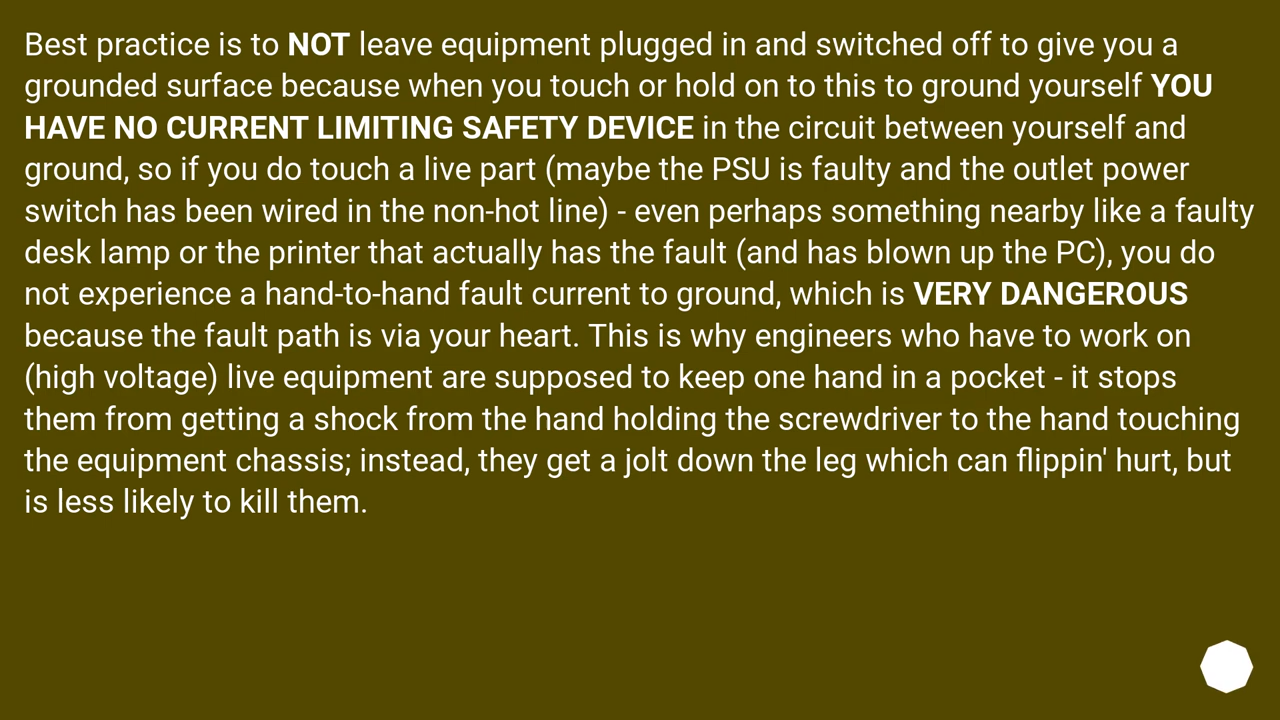 Best practice is to NOT leave equipment plugged in and switched off to give you a
grounded surface because when you touch or hold on to this to ground yourself YOU
HAVE NO CURRENT LIMITING SAFETY DEVICE in the circuit between yourself and
ground, so if you do touch a live part (maybe the PSU is faulty and the outlet power
switch has been wired in the non-hot line) - even perhaps something nearby like a faulty
desk lamp or the printer that actually has the fault (and has blown up the PC), you do
not experience a hand-to-hand fault current to ground, which is VERY DANGEROUS
because the fault path is via your heart. This is why engineers who have to work on
(high voltage) live equipment are supposed to keep one hand in a pocket - it stops
them from getting a shock from the hand holding the screwdriver to the hand touching
the equipment chassis; instead, they get a jolt down the leg which can flippin' hurt, but
is less likely to kill them.